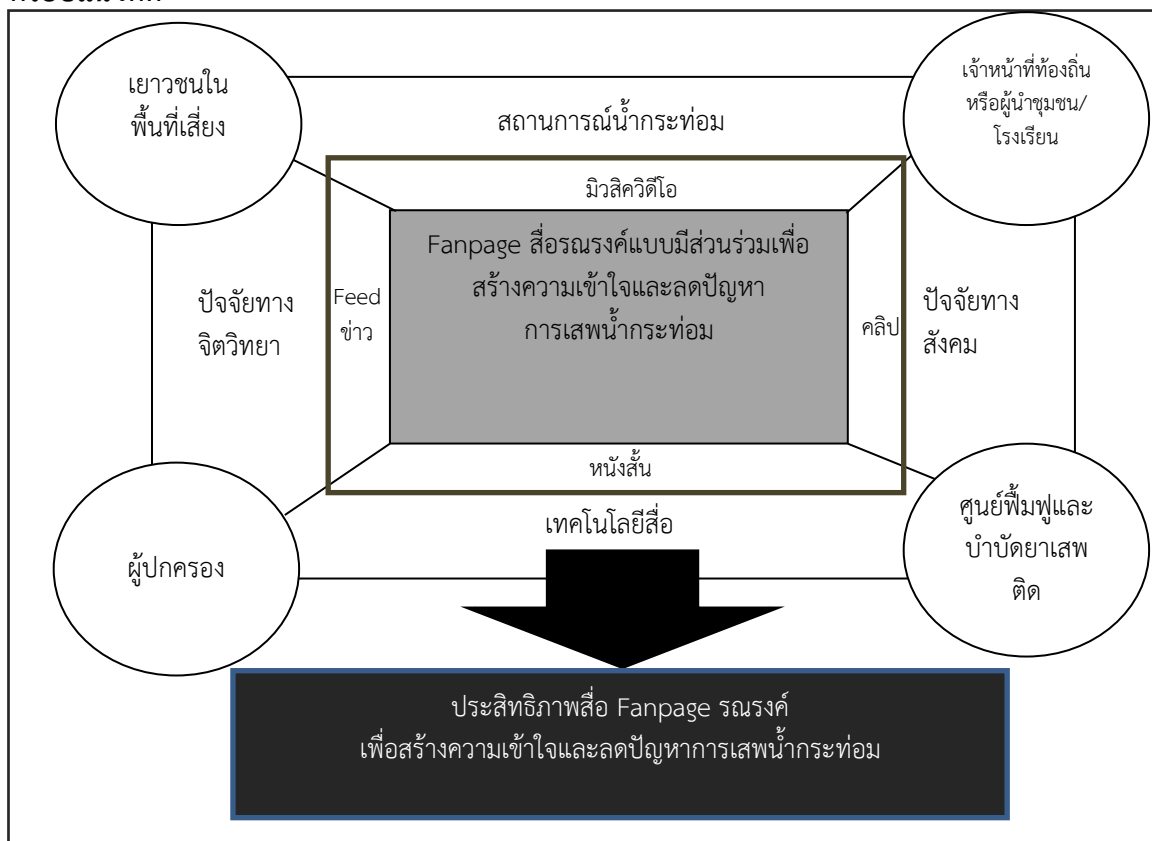 เยาวชนใน
พื้นที่เสี่ยง
เจ้าหน้าที่ท้องถิ่น
หรือผู้นำชุมชน/
โรงเรียน
สถานการณ์น้ำกระท่อม
มิวสิควิดีโอ
Fanpage สื่อรณรงค์แบบมีส่วนร่วมเพื่อ
สร้างความเข้าใจและลดปัญหา
การเสพน้ำกระท่อม
ปัจจัยทาง
จิตวิทยา
Feed
ข่าว
คลิป
ปัจจัยทาง
สังคม
หนังสั้น
เทคโนโลยีสื่อ
ผู้ปกครอง
ศูนย์ฟื้มฟูและ
บำบัดยาเสพ
ติด
ประสิทธิภาพสื่อ Fanpage รณรงค์
เพื่อสร้างความเข้าใจและลดปัญหาการเสพน้ำกระท่อม